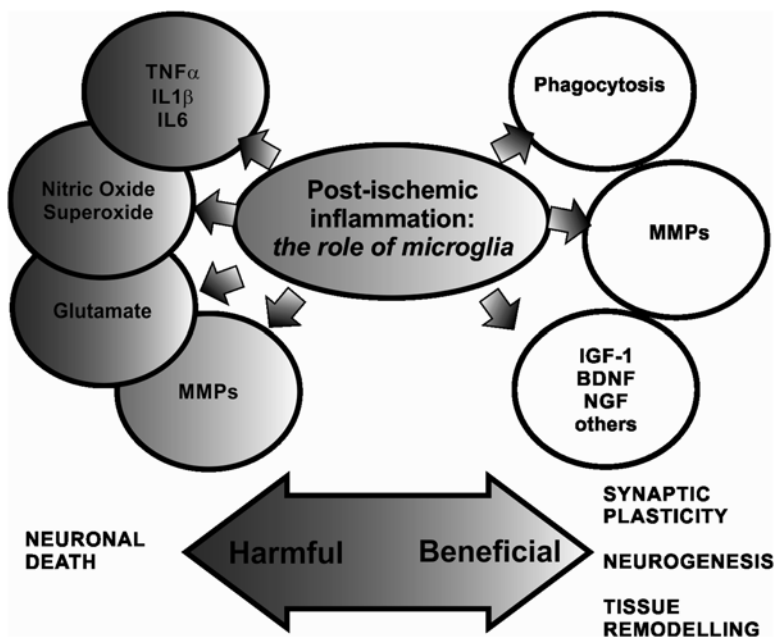 TNFα
IL1β
IL6
Nitric Oxide
Superoxide
Glutamate
MMPs
Post-ischemic
inflammation:
the role of microglia
Phagocytosis
MMPs
IGF-1
BDNF
NGF
others
NEURONAL
DEATH
Harmful
Beneficial
SYNAPTIC
PLASTICITY
NEUROGENESIS
TISSUE
REMODELLING